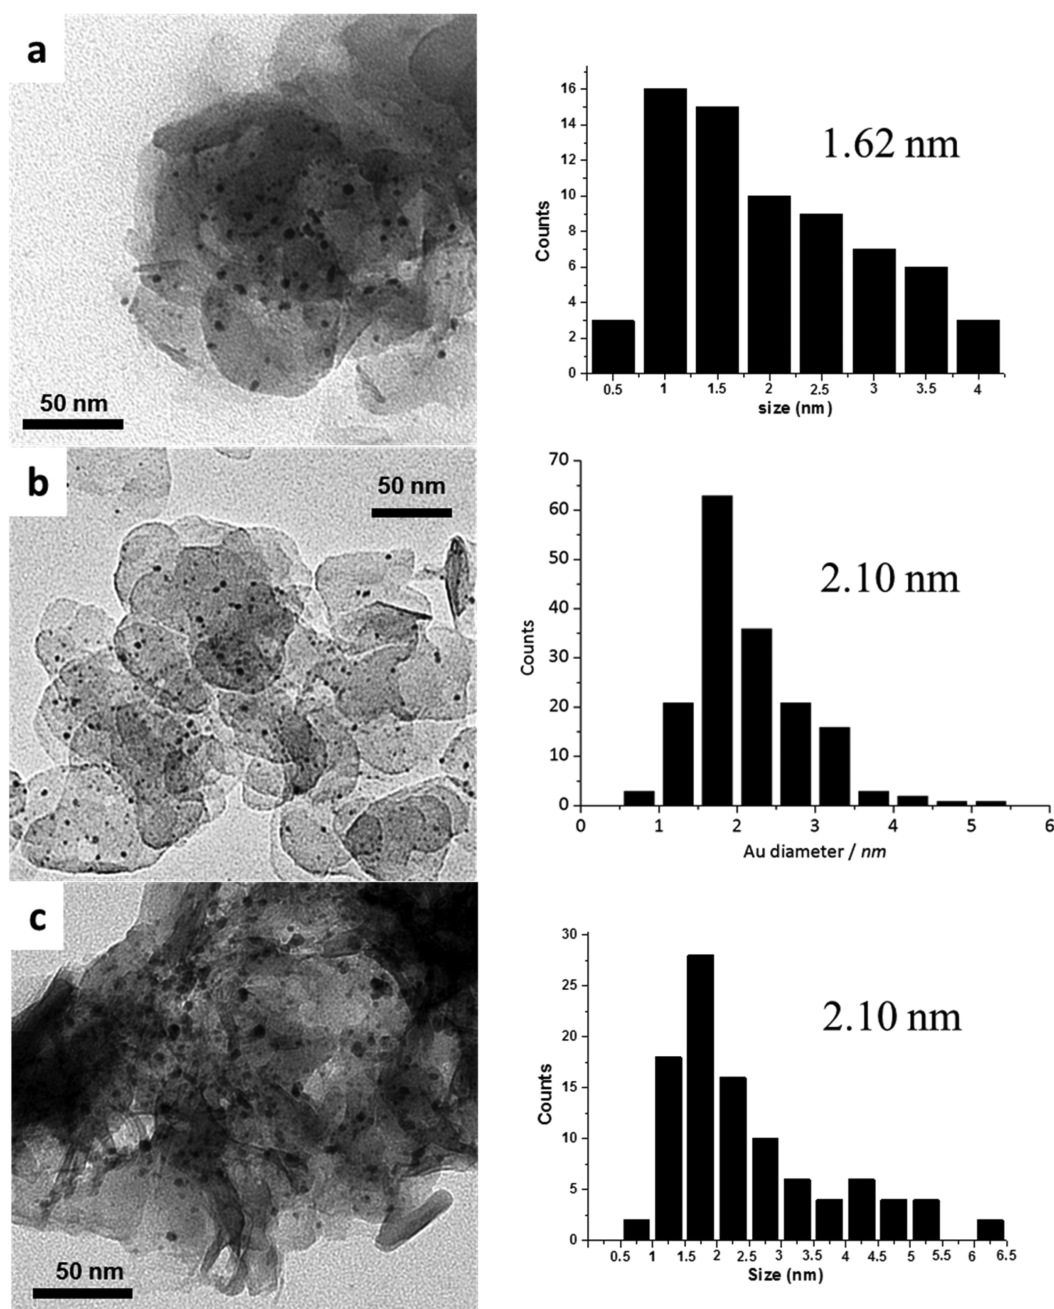 a
50 nm
16
14
12
10
8
6
4
2
0
Counts
1.62 nm
0.5 1 1.5 2 2.5 3 3.5 4
size (nm)
b
50 nm
70
60
50
40
30
20
10
0
Counts
2.10 nm
0 1 2 3 4 5 6
Au diameter / nm
c
50 nm
30
25
20
15
10
5
0
Counts
2.10 nm
0.5 1 1.5 2 2.5 3 3.5 4 4.5 5 5.5 6 6.5
Size (nm)